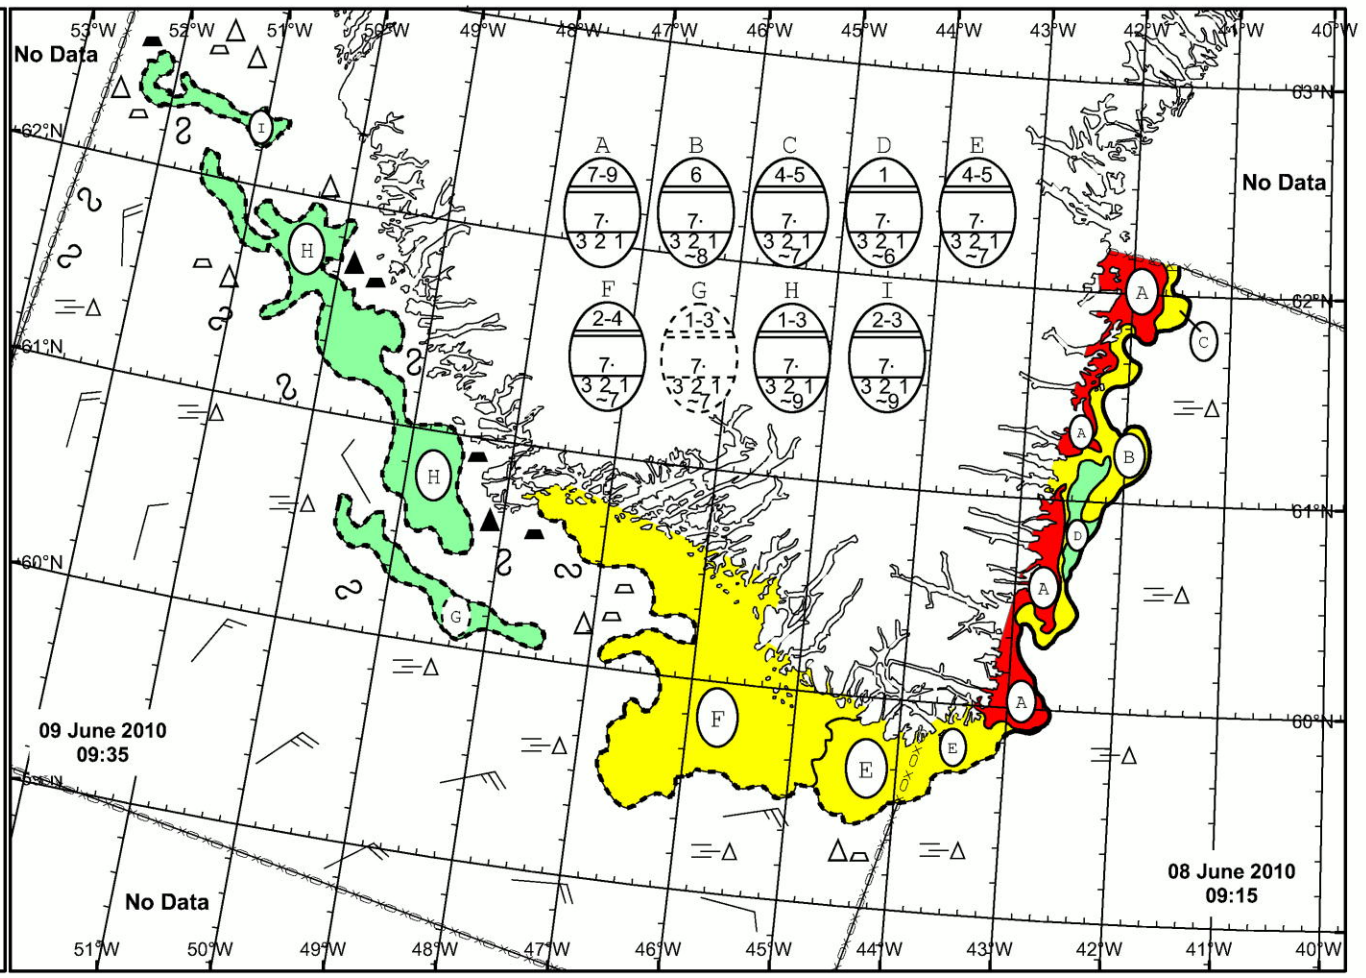 53°W 52°W 51°W 50°W 49°W 48°W 47°W 46°W 45°W 44°W 43°W 42°W 41°W 40°W
No Data
63°N
I
62°N
A B C D E
7-9 6 4-5 1 4-5
7· 7· 7· 7· 7·
3 2 1 3 2 1 3 2 1 3 2 1 3 2 1
~8 ~7 ~6 ~7
No Data
H
A
62°N
F G H I
2-4 1-3 1-3 2-3
7· 7· 7· 7·
3 2 1 3 2 1 3 2 1 3 2 1
~7 ~7 ~9 ~9
C
61°N
A
B
H
61°N
D
60°N
A
G
A
F
60°N
09 June 2010
09:35
E
E
08 June 2010
09:15
No Data
51°W 50°W 49°W 48°W 47°W 46°W 45°W 44°W 43°W 42°W 41°W 40°W